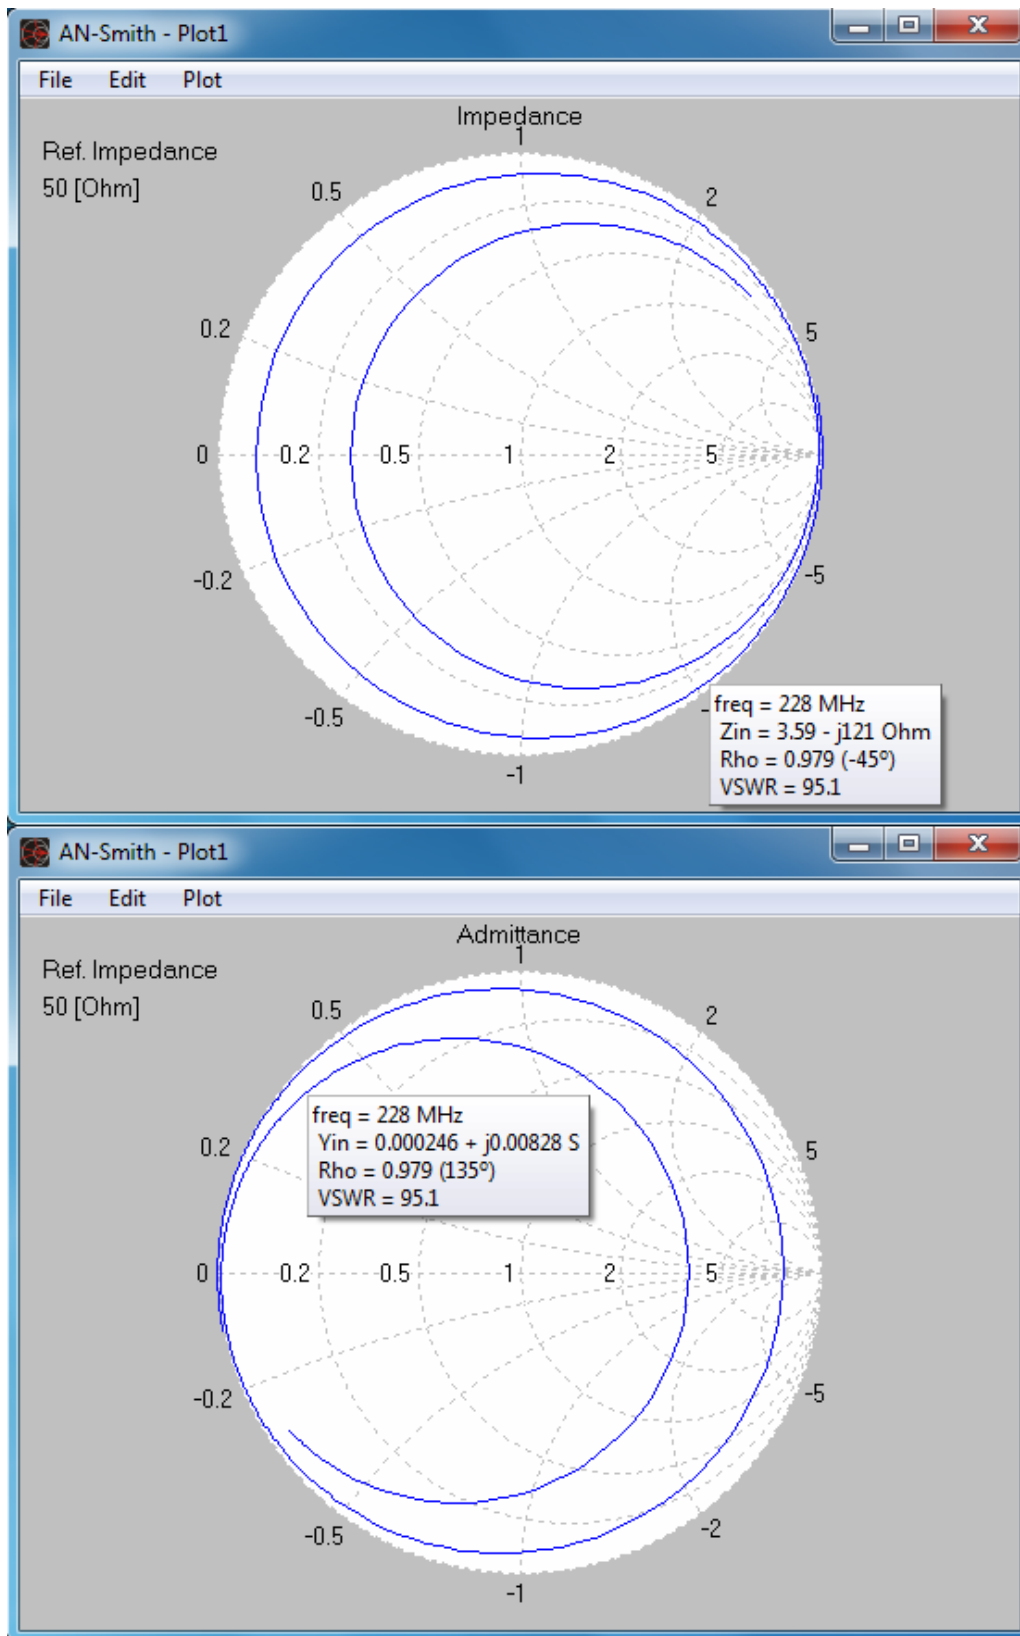 AN-Smith - Plot1
File Edit Plot
Impedance
Ref. Impedance
50 [Ohm]
1
0.5
2
0.2
5
0 0.2 0.5 1 2 5
-0.2
-5
-0.5
-1
freq = 228 MHz
Zin = 3.59 - j121 Ohm
Rho = 0.979 (-45º)
VSWR = 95.1
AN-Smith - Plot1
File Edit Plot
Admittance
Ref. Impedance
50 [Ohm]
1
0.5
2
freq = 228 MHz
Yin = 0.000246 + j0.00828 S
Rho = 0.979 (135º)
VSWR = 95.1
0.2
5
0 0.2 0.5 1 2 5
-0.2
-5
-0.5
-2
-1